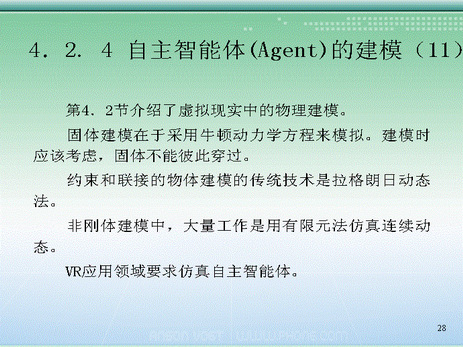 4. 2. 4 自主智能体(Agent)的建模（11）
第4. 2节介绍了虚拟现实中的物理建模。
固体建模在于采用牛顿动力学方程来模拟。建模时
应该考虑，固体不能彼此穿过。
约束和联接的物体建模的传统技术是拉格朗日动态
法。
非刚体建模中，大量工作是用有限元法仿真连续动
态。
VR应用领域要求仿真自主智能体。
28